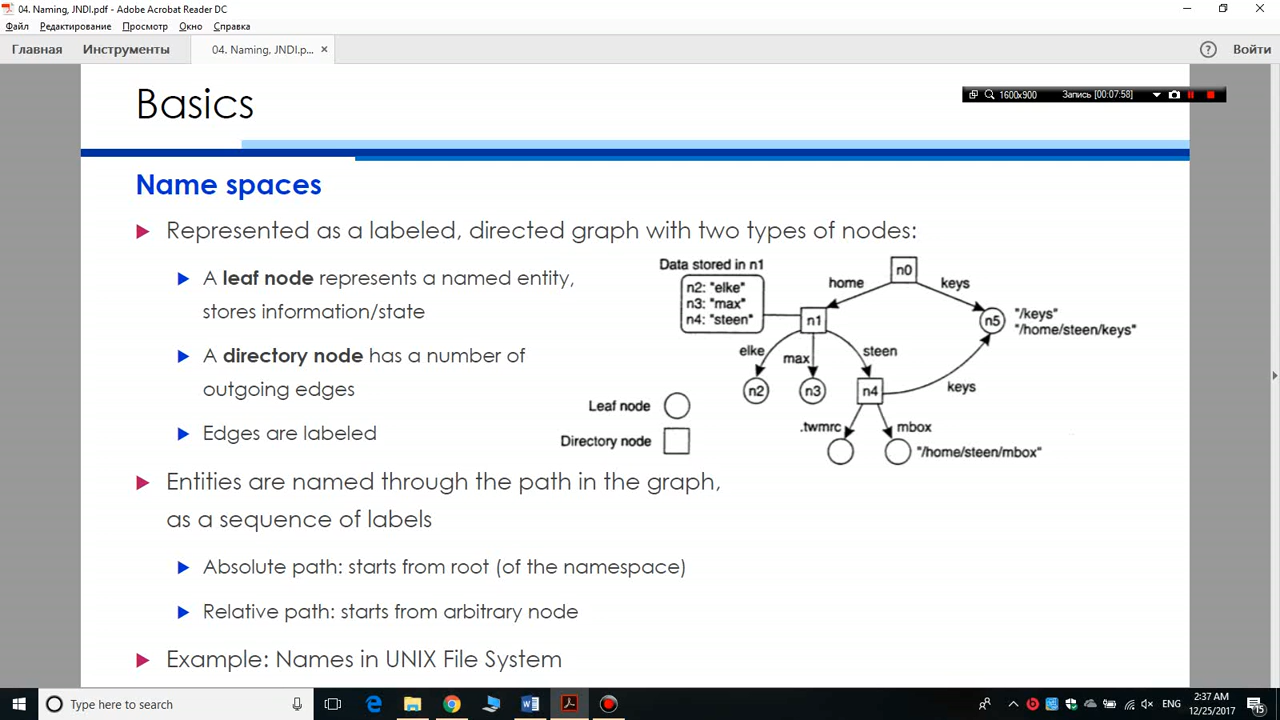 04. Naming, JNDI.pdf - Adobe Acrobat Reader DC
Файл Редактирование Просмотр Окно Справка
Главная Инструменты 04. Naming, JNDI.p... × ? Войти
1600x900 Запись [00:07:58]
Basics
Name spaces
Represented as a labeled, directed graph with two types of nodes:
A leaf node represents a named entity,
stores information/state
A directory node has a number of
outgoing edges
Edges are labeled
Data stored in n1
n2: "elke"
n3: "max"
n4: "steen"
n0
home
keys
n1
n5
"/keys"
"/home/steen/keys"
elke
max
steen
n2
n3
n4
keys
.twmrc
mbox
"/home/steen/mbox"
Leaf node
Directory node
Entities are named through the path in the graph,
as a sequence of labels
Absolute path: starts from root (of the namespace)
Relative path: starts from arbitrary node
Example: Names in UNIX File System
Type here to search
ENG
2:37 AM
12/25/2017
15